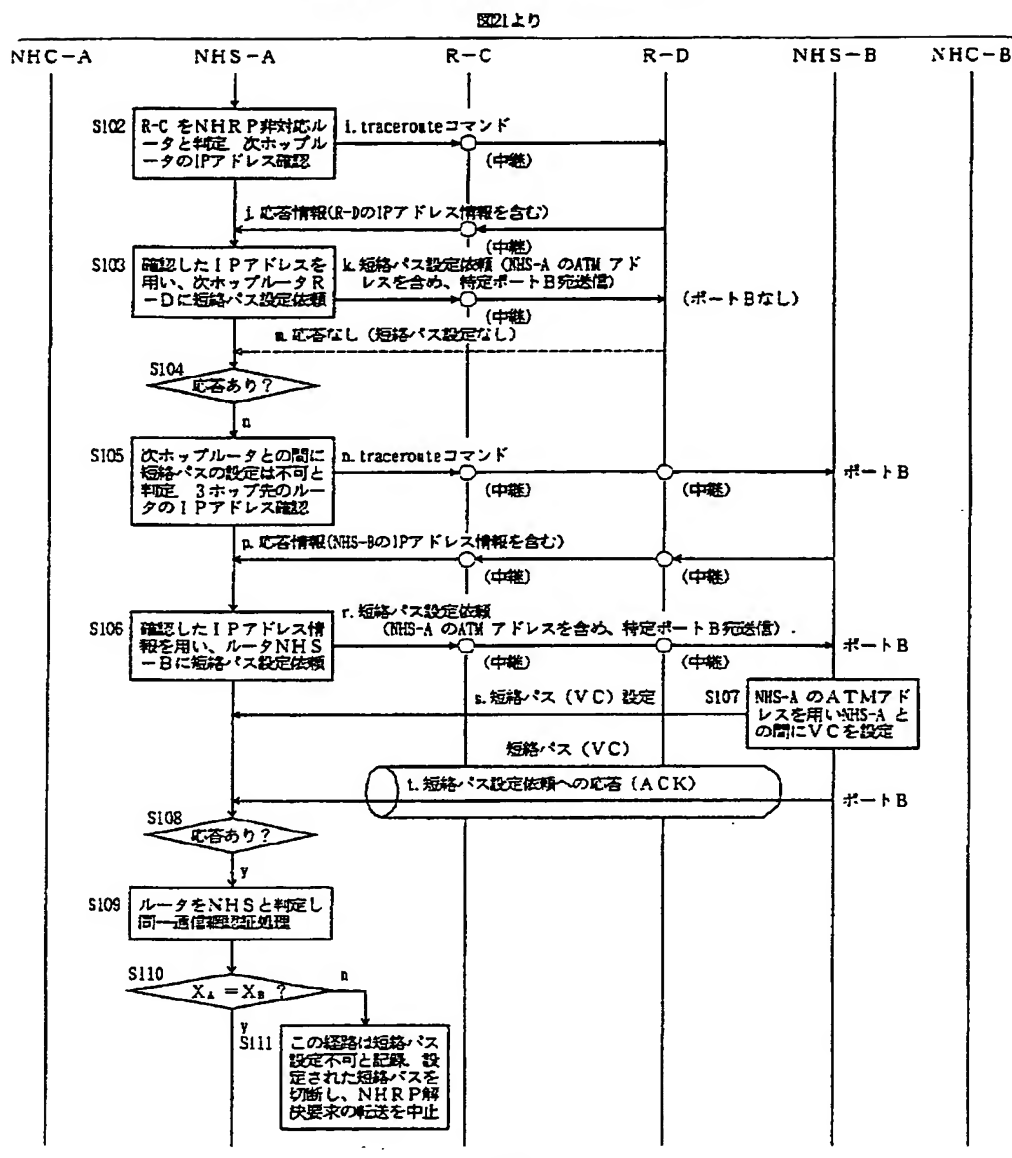 図21より
NHC-A
NHS-A
R-C
R-D
NHS-B
NHC-B
S102
R-C をNHRP非対応ル
ータと判定、次ホップル
ータのIPアドレス確認
i.tracerouteコマンド
(中継)
j.応答情報(R-DのIPアドレス情報を含む)
(中継)
S103
確認したIPアドレスを
用い、次ホップルータR
-Dに短絡パス設定依頼
k.短絡パス設定依頼 (NHS-A のATM アド
レスを含め、特定ポートB宛送信)
(中継)
(ポートBなし)
m.応答なし (短絡パス設定なし)
S104
応答あり?
n
S105
次ホップルータとの間に
短絡パスの設定は不可と
判定、3ホップ先のルー
タのIPアドレス確認
n.tracerouteコマンド
(中継)
(中継)
ポートB
p.応答情報(NHS-BのIPアドレス情報を含む)
(中継)
(中継)
S106
確認したIPアドレス情
報を用い、ルータNHS
-Bに短絡パス設定依頼
r.短絡パス設定依頼
(NHS-A のATM アドレスを含め、特定ポートB宛送信)
(中継)
(中継)
ポートB
s.短絡パス (VC) 設定
S107
NHS-A のATMアド
レスを用いNHS-A と
の間にVCを設定
短絡パス (VC)
t.短絡パス設定依頼への応答 (ACK)
ポートB
S108
応答あり?
y
S109
ルータをNHSと判定し
同一通信網認証処理
S110
XA =XB ?
n
y
S111
この経路は短絡パス
設定不可と記録、設
定された短絡パスを
切断し、NHRP解
決要求の転送を中止